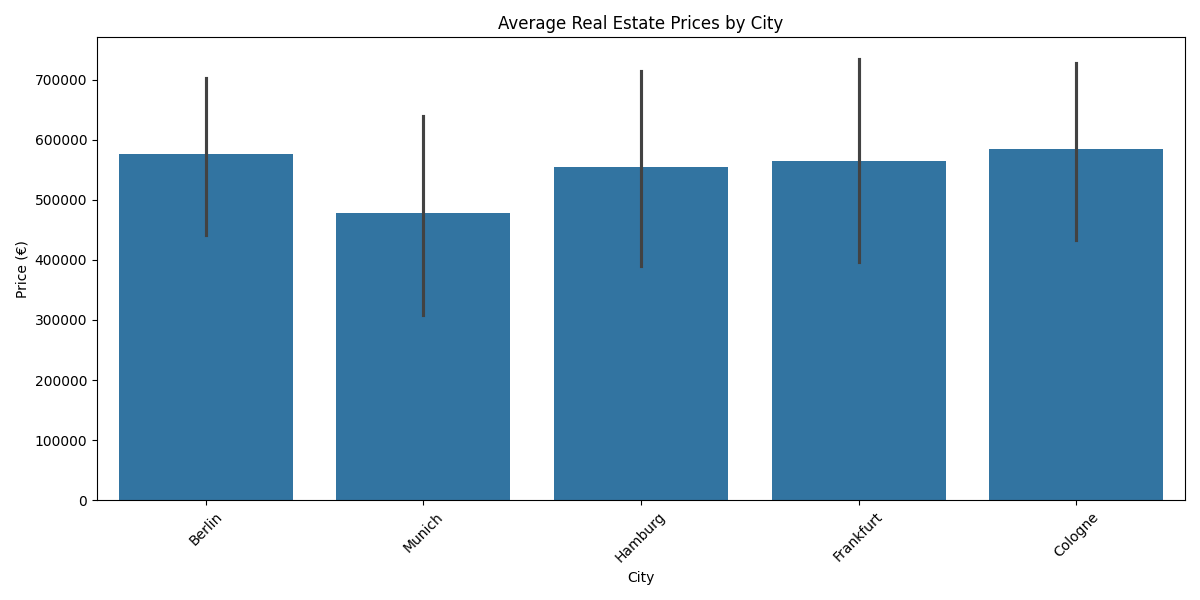 Average Real Estate Prices by City
Price (€)
700000
600000
500000
400000
300000
200000
100000
0
Berlin
Munich
Hamburg
Frankfurt
Cologne
City